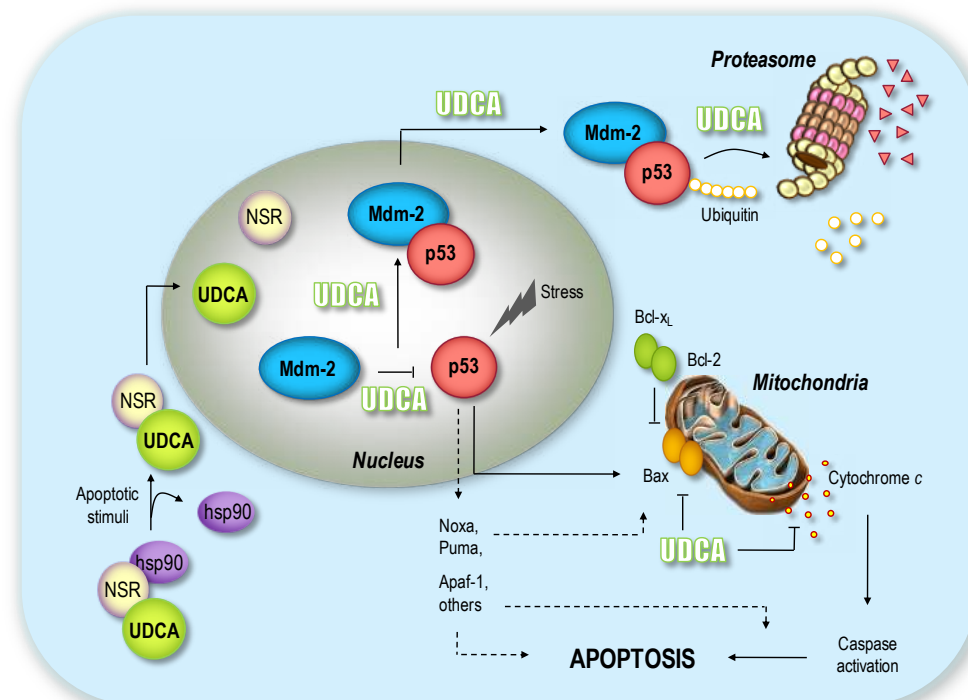 Proteasome
UDCA
Mdm-2
UDCA
p53
Ubiquitin
NSR
Mdm-2
p53
UDCA
UDCA
Stress
Mdm-2
p53
UDCA
Nucleus
Bcl-xL
Bcl-2
Mitochondria
Bax
Cytochrome c
NSR
UDCA
Apoptotic
stimuli
hsp90
hsp90
NSR
UDCA
Noxa,
Puma,
UDCA
Apaf-1,
others
APOPTOSIS
Caspase
activation